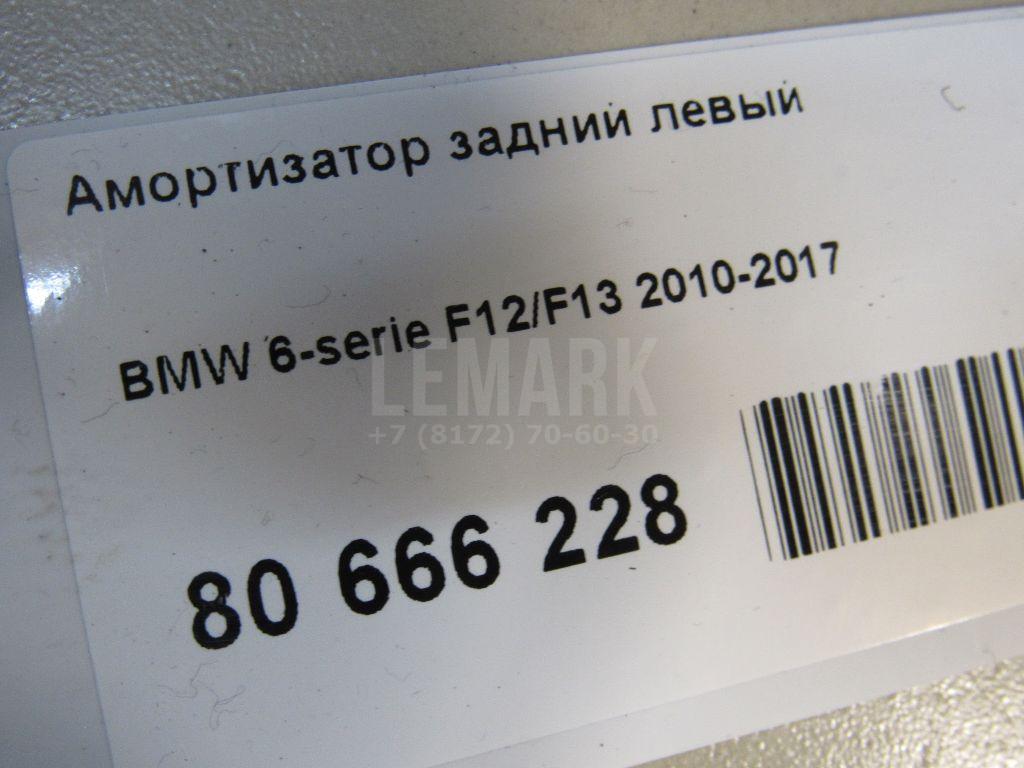 Амортизатор задний левый
BMW 6-serie F12/F13 2010-2017
LEMARK
+7 (8172) 70-60-30
80 666 228